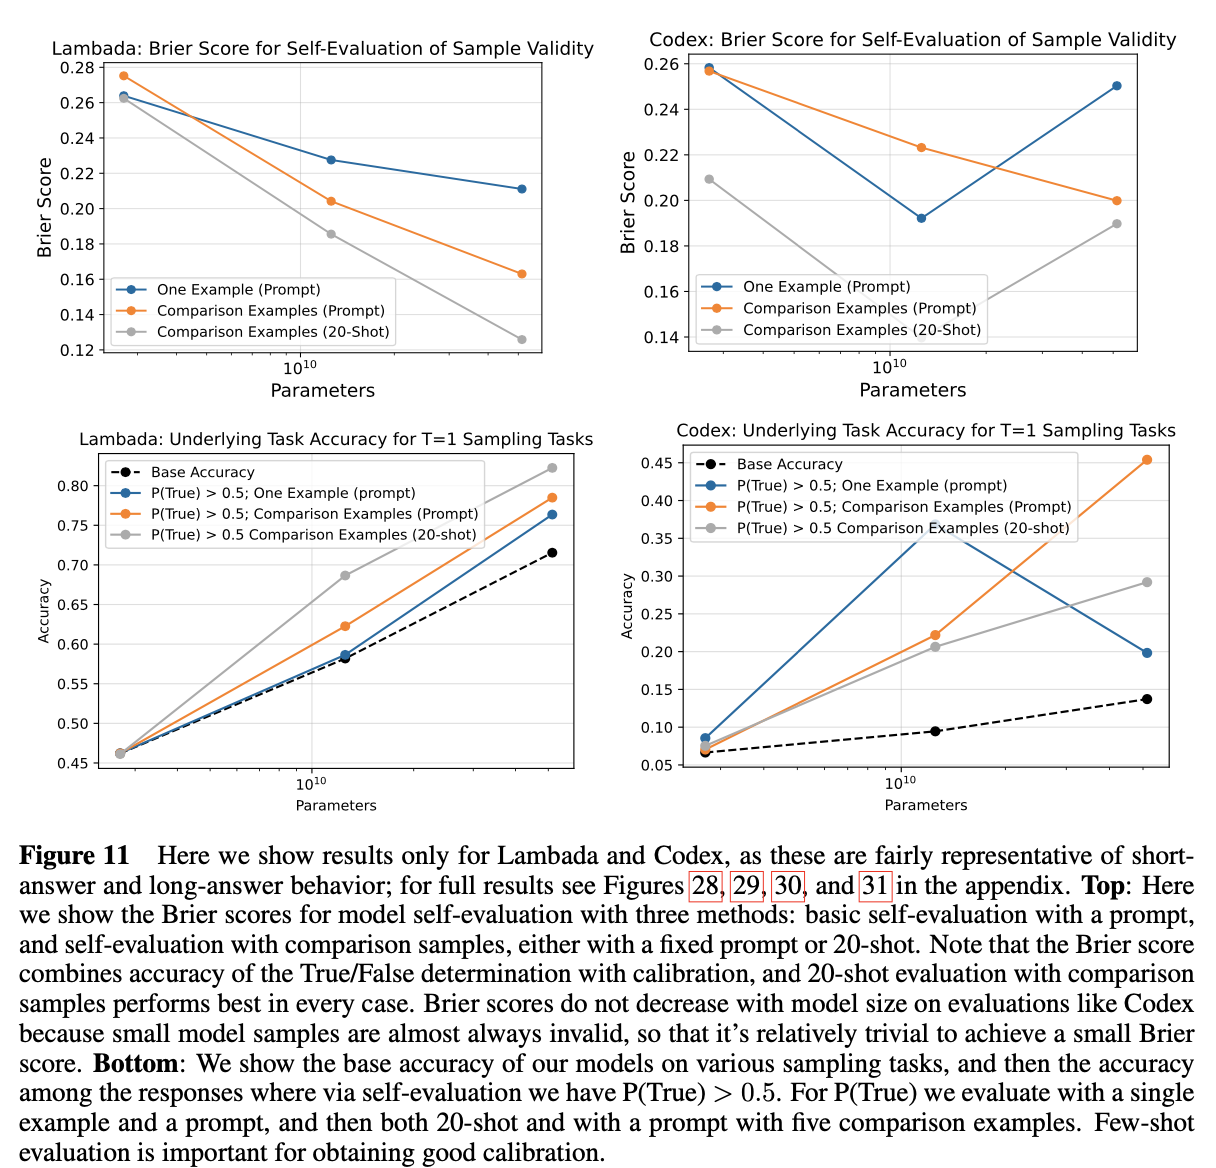 Lambada: Brier Score for Self-Evaluation of Sample Validity
0.28
0.26
0.24
0.22
0.20
0.18
0.16
0.14
0.12
Brier Score
One Example (Prompt)
Comparison Examples (Prompt)
Comparison Examples (20-Shot)
10^10
Parameters
Codex: Brier Score for Self-Evaluation of Sample Validity
0.26
0.24
0.22
0.20
0.18
0.16
0.14
Brier Score
One Example (Prompt)
Comparison Examples (Prompt)
Comparison Examples (20-Shot)
10^10
Parameters
Lambada: Underlying Task Accuracy for T=1 Sampling Tasks
0.80
0.75
0.70
0.65
0.60
0.55
0.50
0.45
Accuracy
Base Accuracy
P(True) > 0.5; One Example (prompt)
P(True) > 0.5; Comparison Examples (Prompt)
P(True) > 0.5 Comparison Examples (20-shot)
10^10
Parameters
Codex: Underlying Task Accuracy for T=1 Sampling Tasks
0.45
0.40
0.35
0.30
0.25
0.20
0.15
0.10
0.05
Accuracy
Base Accuracy
P(True) > 0.5; One Example (prompt)
P(True) > 0.5; Comparison Examples (Prompt)
P(True) > 0.5 Comparison Examples (20-shot)
10^10
Parameters
Figure 11 Here we show results only for Lambada and Codex, as these are fairly representative of short-
answer and long-answer behavior; for full results see Figures 28, 29, 30, and 31 in the appendix. Top: Here
we show the Brier scores for model self-evaluation with three methods: basic self-evaluation with a prompt,
and self-evaluation with comparison samples, either with a fixed prompt or 20-shot. Note that the Brier score
combines accuracy of the True/False determination with calibration, and 20-shot evaluation with comparison
samples performs best in every case. Brier scores do not decrease with model size on evaluations like Codex
because small model samples are almost always invalid, so that it's relatively trivial to achieve a small Brier
score. Bottom: We show the base accuracy of our models on various sampling tasks, and then the accuracy
among the responses where via self-evaluation we have P(True) > 0.5. For P(True) we evaluate with a single
example and a prompt, and then both 20-shot and with a prompt with five comparison examples. Few-shot
evaluation is important for obtaining good calibration.